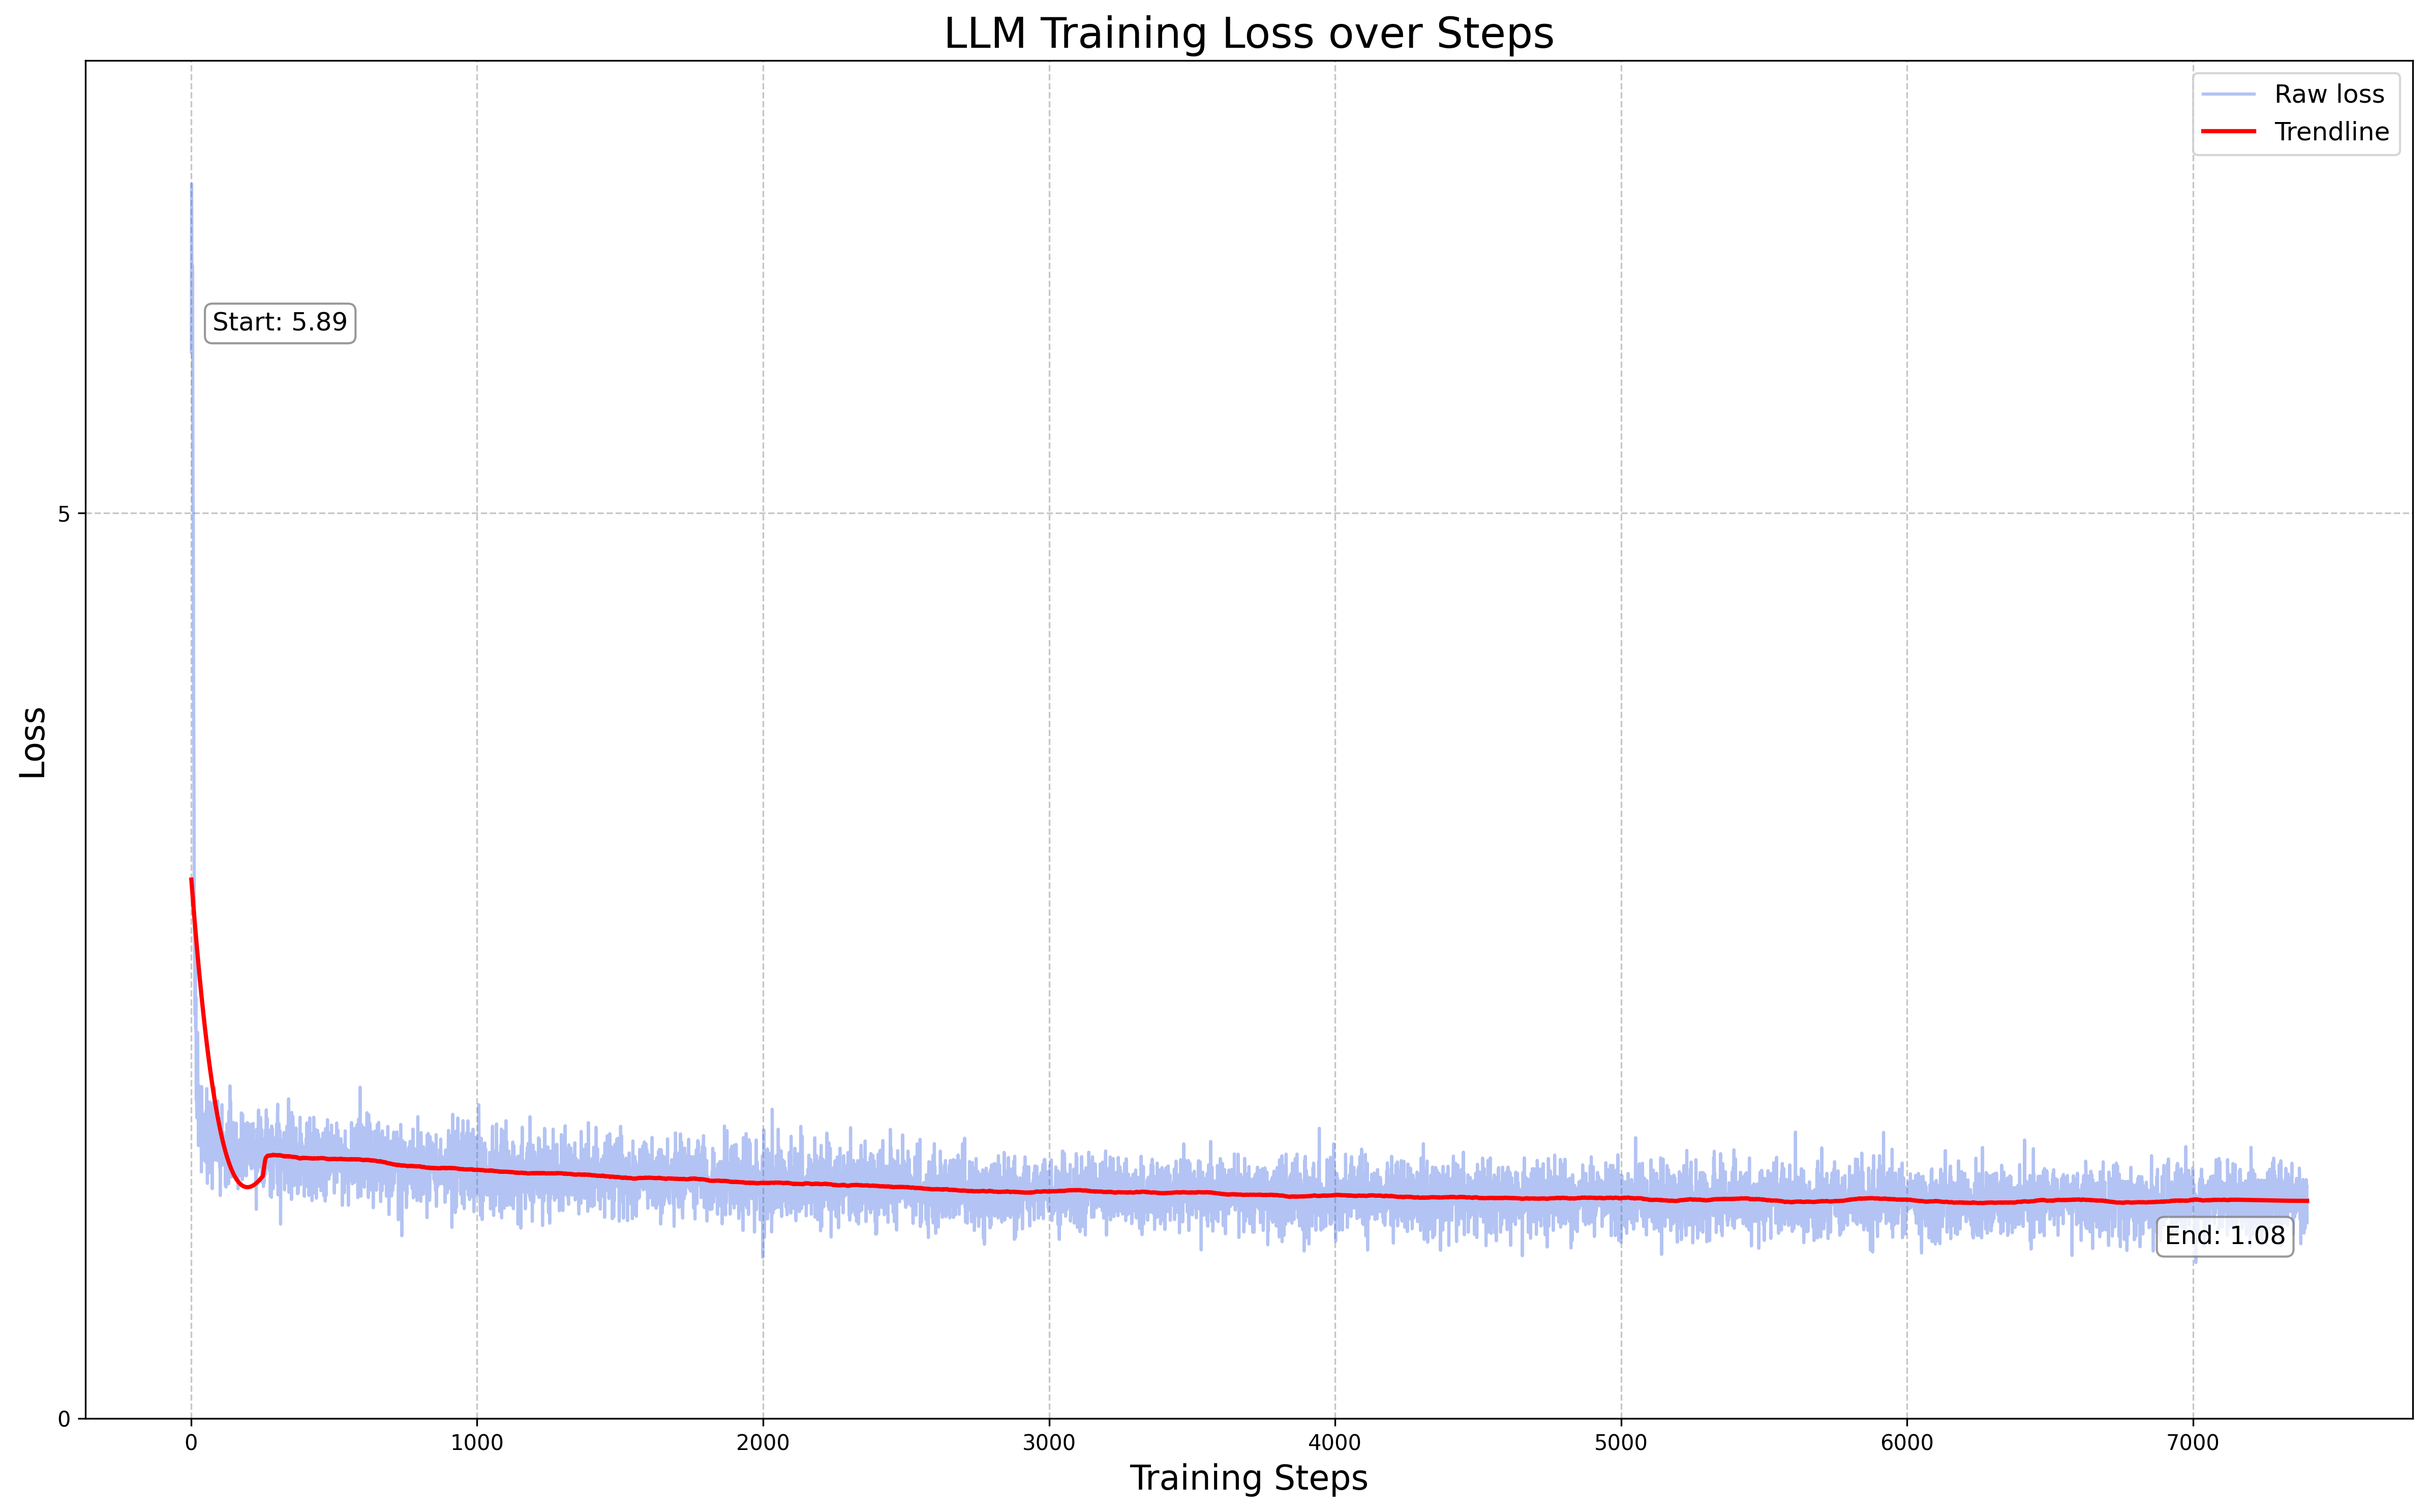 LLM Training Loss over Steps
Raw loss
Trendline
Start: 5.89
5
Loss
End: 1.08
0
0 1000 2000 3000 4000 5000 6000 7000
Training Steps